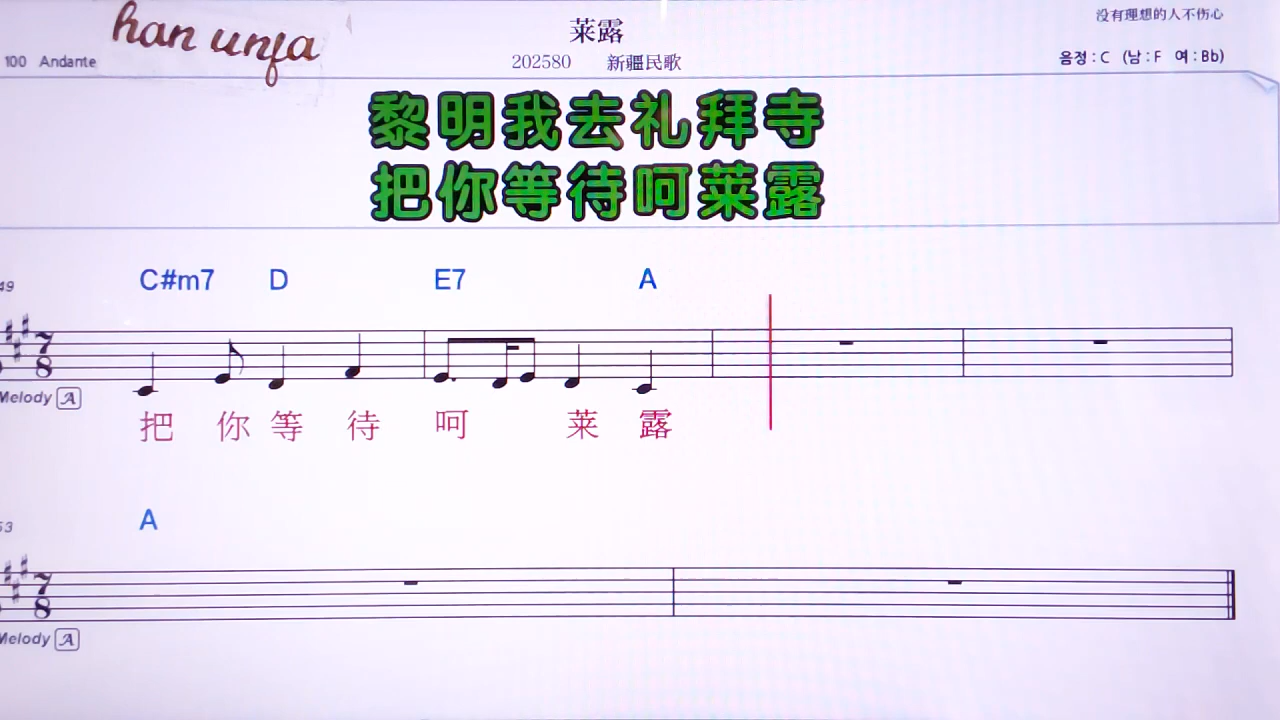 han unfa
莱露
没有理想的人不伤心
100 Andante
202580 新疆民歌
음정 : C (남 : F 여 : Bb)
黎明我去礼拜寺
把你等待呵莱露
49
C#m7 D E7 A
7
8
Melody A
把 你 等 待 呵 莱 露
53
A
7
8
Melody A